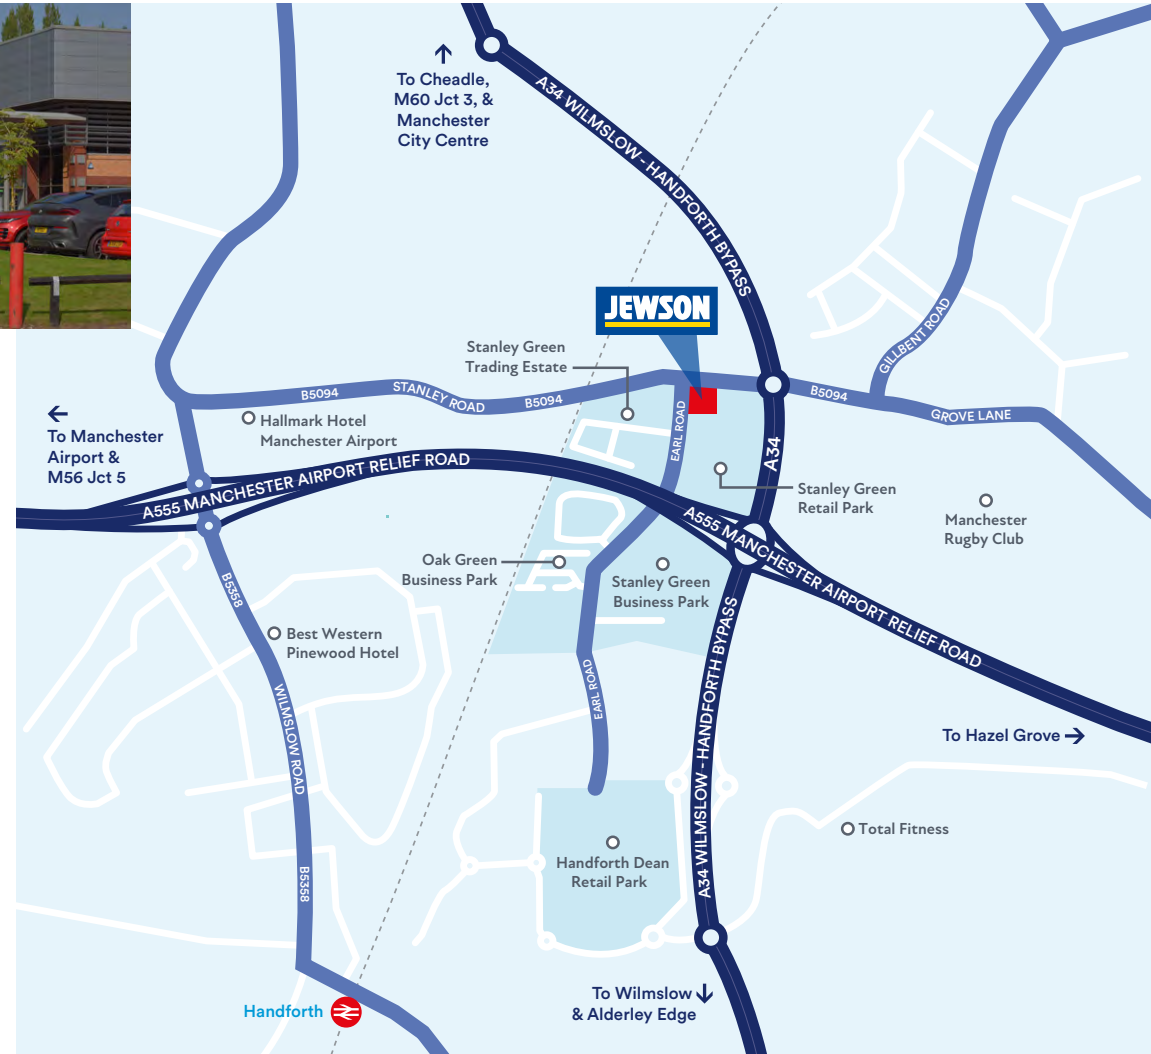 To Cheadle,
M60 Jct 3, &
Manchester
City Centre
A34 WILMSLOW - HANDFORTH BYPASS
JEWSON
Stanley Green
Trading Estate
GILLBENT ROAD
B5094
STANLEY ROAD
B5094
B5094
GROVE LANE
To Manchester
Airport &
M56 Jct 5
Hallmark Hotel
Manchester Airport
EARL ROAD
A34
A555 MANCHESTER AIRPORT RELIEF ROAD
Stanley Green
Retail Park
Manchester
Rugby Club
A555 MANCHESTER AIRPORT RELIEF ROAD
Oak Green
Business Park
Stanley Green
Business Park
B5358
Best Western
Pinewood Hotel
WILMSLOW ROAD
EARL ROAD
A34 WILMSLOW - HANDFORTH BYPASS
To Hazel Grove
Total Fitness
Handforth Dean
Retail Park
B5358
To Wilmslow
& Alderley Edge
Handforth